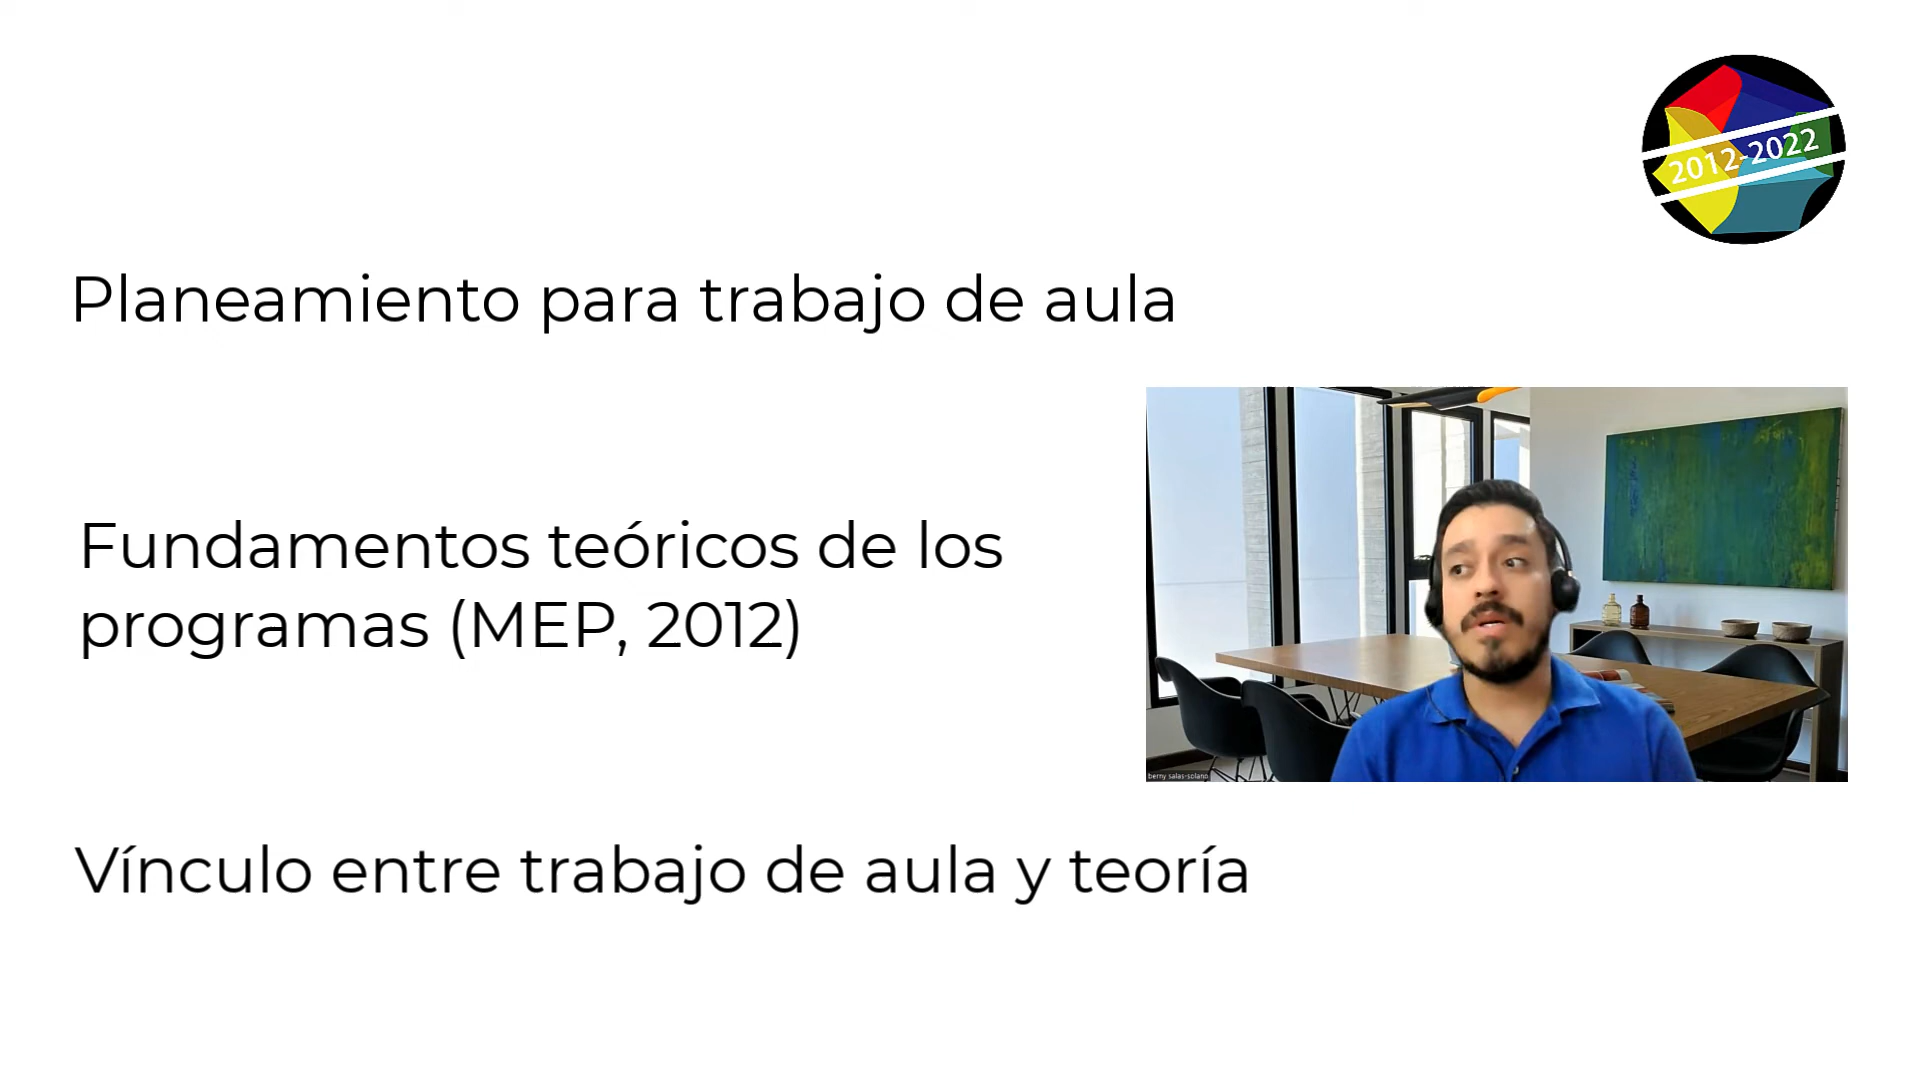 2012-2022
Planeamiento para trabajo de aula
Fundamentos teóricos de los
programas (MEP, 2012)
berny salas-solano
Vínculo entre trabajo de aula y teoría